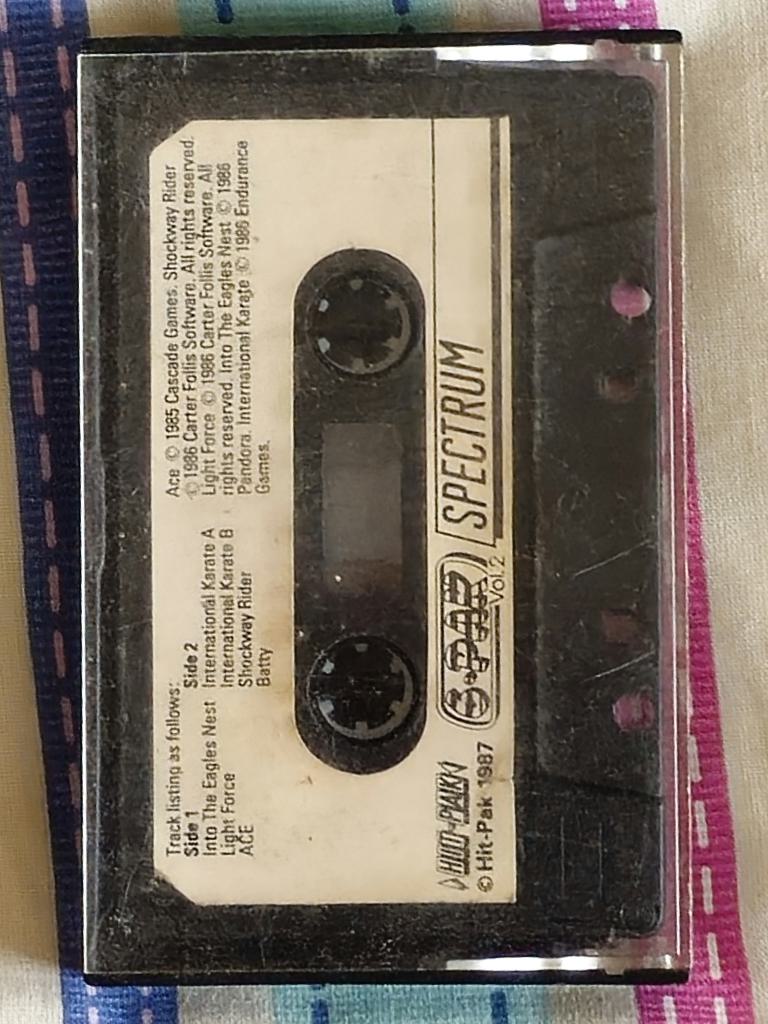 Track listing as follows:
Side 1
Into The Eagles Nest
Light Force
ACE
Side 2
International Karate A
International Karate B
Shockway Rider
Batty
Ace © 1985 Cascade Games. Shockway Rider
© 1986 Carter Follis Software. All rights reserved.
Light Force © 1986 Carter Follis Software. All
rights reserved. Into The Eagles Nest © 1986
Pandora. International Karate © 1986 Endurance
Games.
HIT-PAK
© Hit-Pak 1987
6-PAK
Vol.2
SPECTRUM